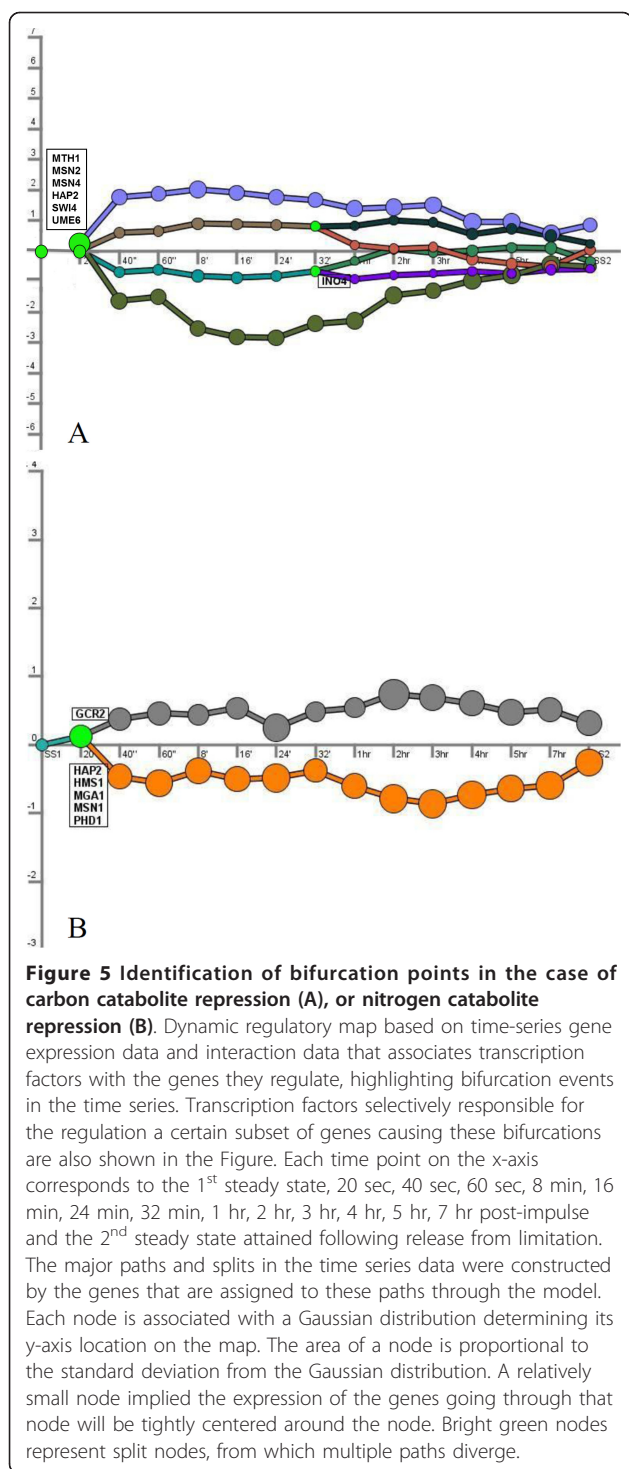 7
6
5
4
3
2
1
0
-2
-3
-4
-5
-6
MTH1
MSN2
MSN4
HAP2
SWI4
UME6
40"
60"
8'
16'
24'
32'
2hr
3hr
4hr
INO4
A
4
3
2
1
0
-1
-2
-3
GCR2
SS1
20
40"
60"
8'
16'
24'
32'
1hr
2hr
3hr
4hr
5hr
7hr
HAP2
HMS1
MGA1
MSN1
PHD1
B
Figure 5 Identification of bifurcation points in the case of
carbon catabolite repression (A), or nitrogen catabolite
repression (B). Dynamic regulatory map based on time-series gene
expression data and interaction data that associates transcription
factors with the genes they regulate, highlighting bifurcation events
in the time series. Transcription factors selectively responsible for
the regulation a certain subset of genes causing these bifurcations
are also shown in the Figure. Each time point on the x-axis
corresponds to the 1st steady state, 20 sec, 40 sec, 60 sec, 8 min, 16
min, 24 min, 32 min, 1 hr, 2 hr, 3 hr, 4 hr, 5 hr, 7 hr post-impulse
and the 2nd steady state attained following release from limitation.
The major paths and splits in the time series data were constructed
by the genes that are assigned to these paths through the model.
Each node is associated with a Gaussian distribution determining its
y-axis location on the map. The area of a node is proportional to
the standard deviation from the Gaussian distribution. A relatively
small node implied the expression of the genes going through that
node will be tightly centered around the node. Bright green nodes
represent split nodes, from which multiple paths diverge.